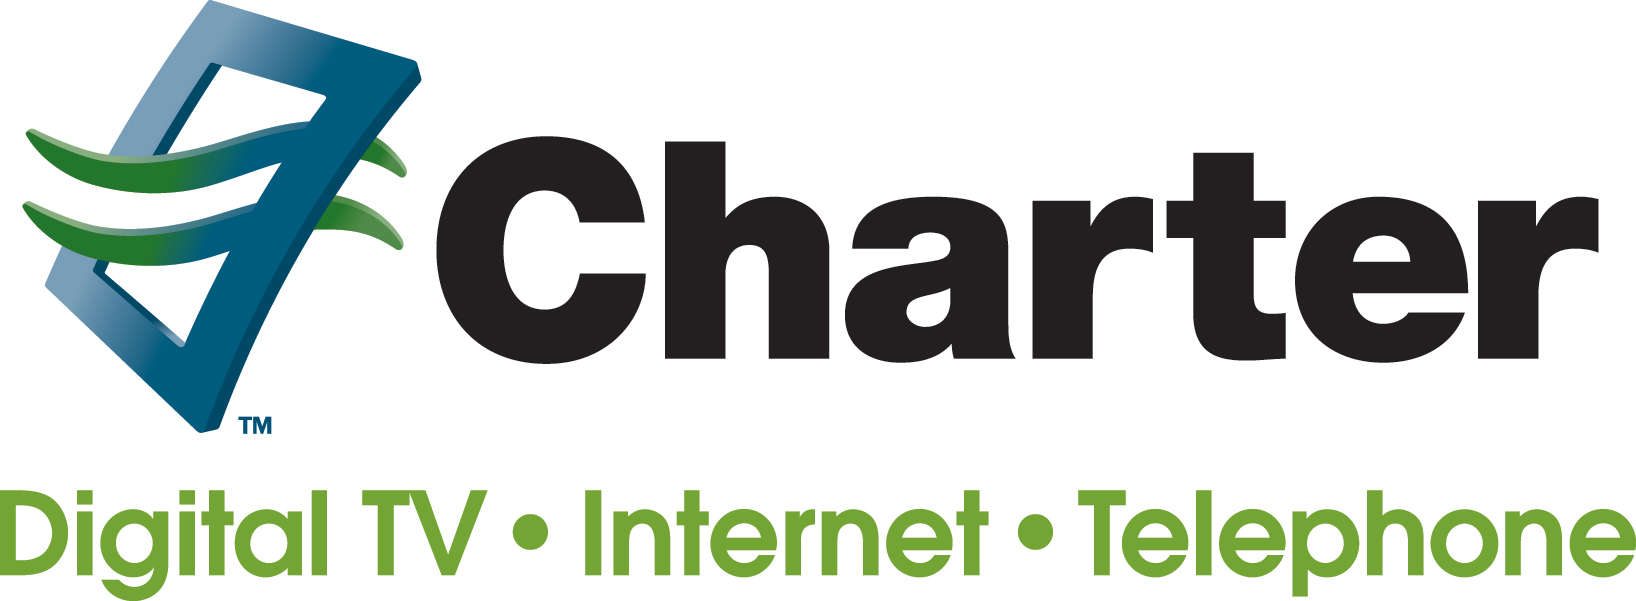 Charter
TM
Digital TV • Internet • Telephone